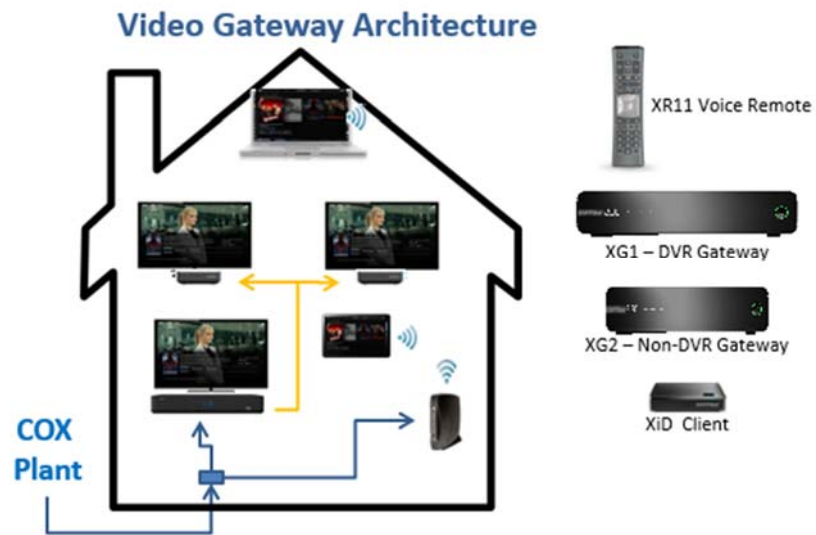 Video Gateway Architecture
XR11 Voice Remote
XG1 – DVR Gateway
XG2 – Non-DVR Gateway
XiD Client
COX
Plant